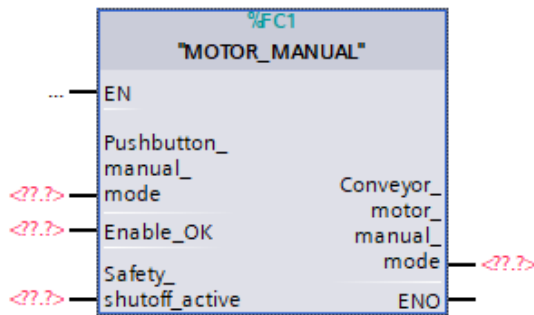 %FC1
"MOTOR_MANUAL"
... EN
Pushbutton_
manual_
<??.?> mode
<??.?> Enable_OK
Safety_
<??.?> shutoff_active
Conveyor_
motor_
manual_
mode <??.?>
ENO